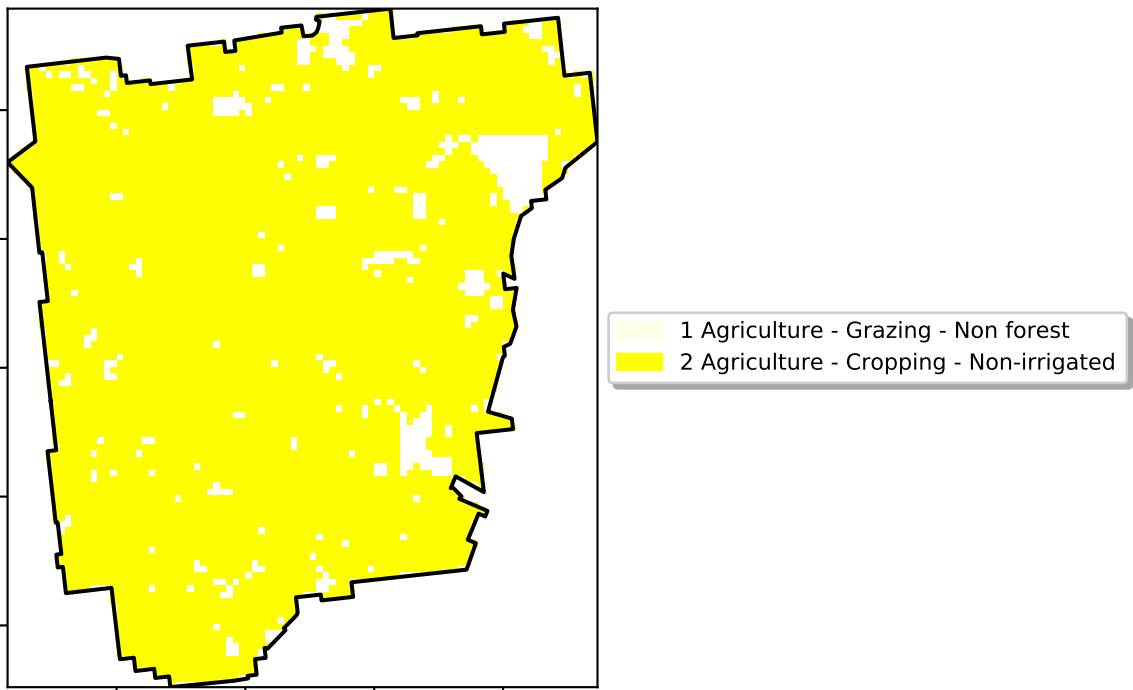 1 Agriculture - Grazing - Non forest
2 Agriculture - Cropping - Non-irrigated